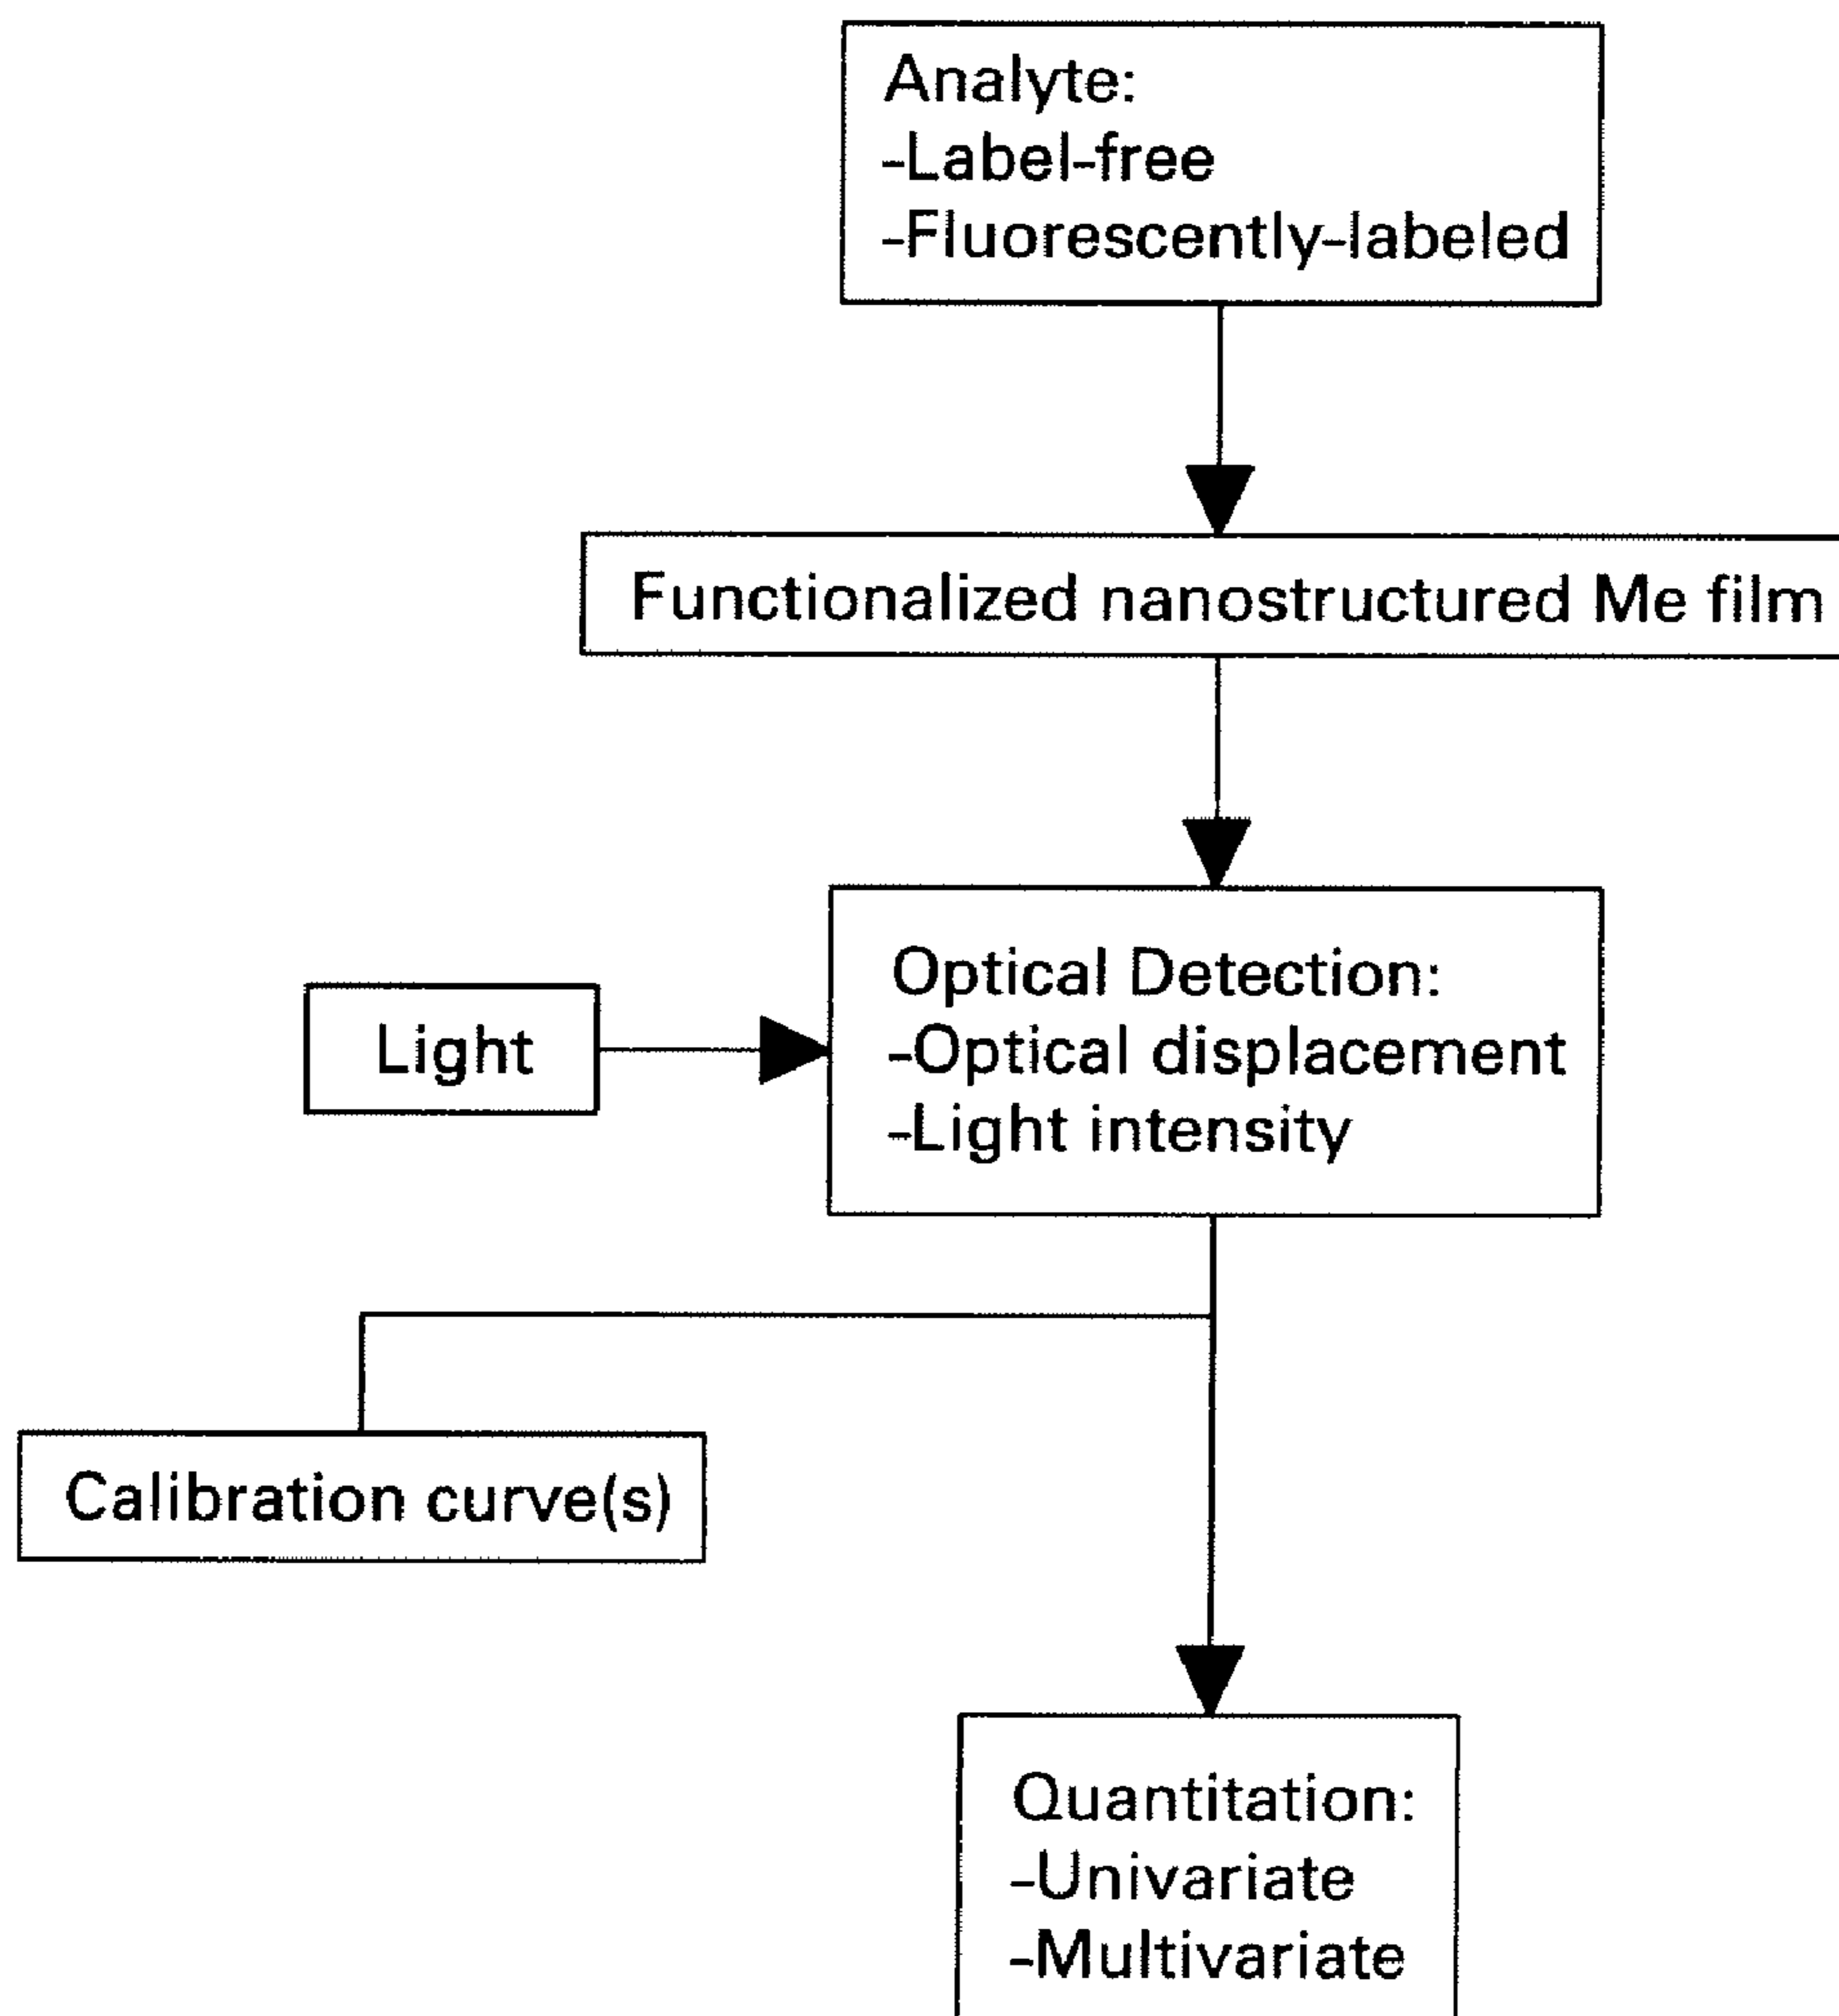 Analyte:
-Label-free
-Fluorescently-labeled
Functionalized nanostructured Me film
Optical Detection:
-Optical displacement
-Light intensity
Light
Calibration curve(s)
Quantitation:
-Univariate
-Multivariate